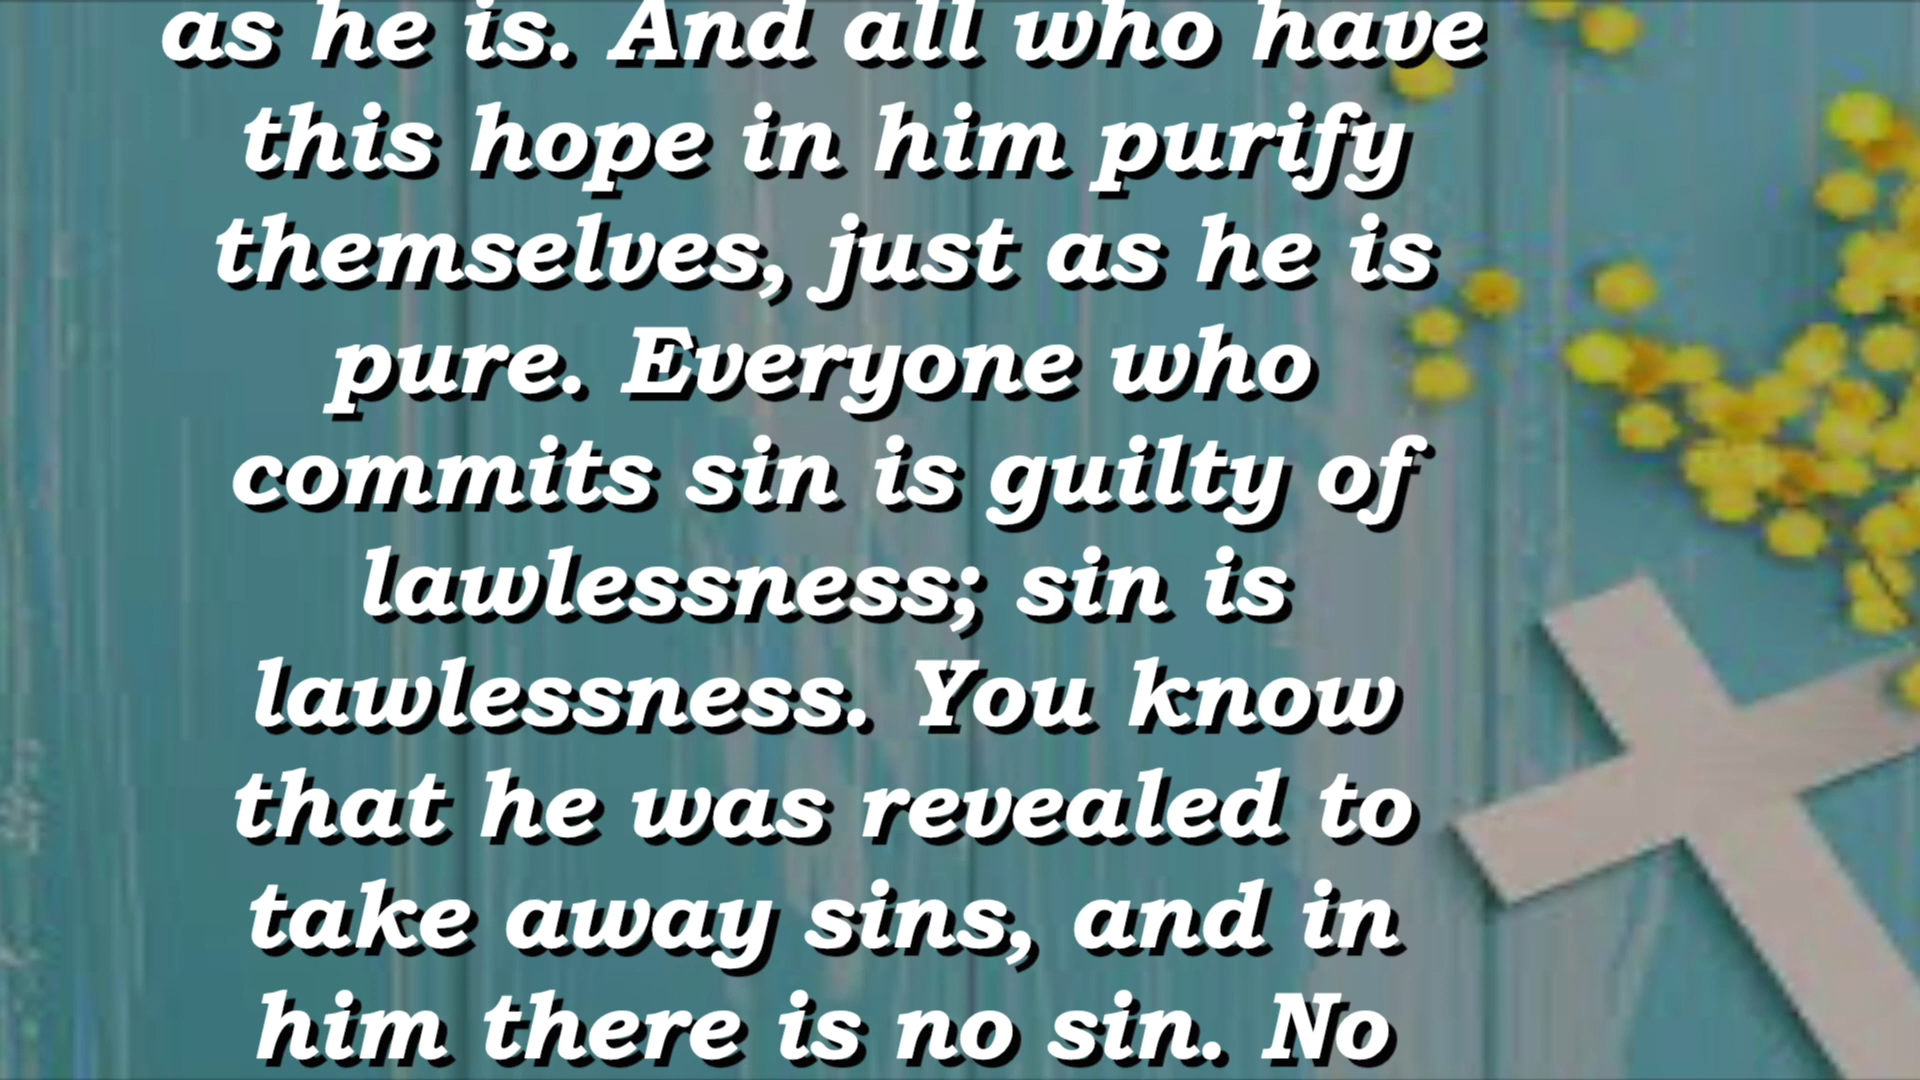 as he is. And all who have
this hope in him purify
themselves, just as he is
pure. Everyone who
commits sin is guilty of
lawlessness; sin is
lawlessness. You know
that he was revealed to
take away sins, and in
him there is no sin. No